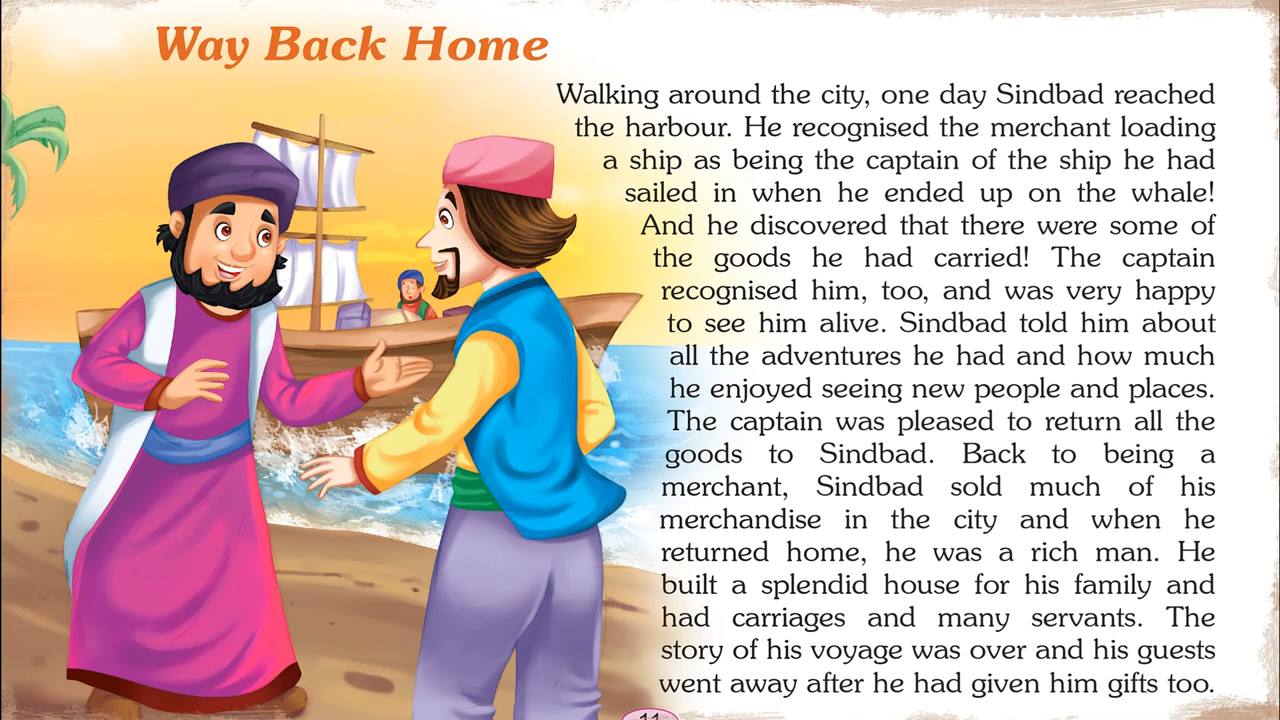 Way Back Home
Walking around the city, one day Sindbad reached
the harbour. He recognised the merchant loading
a ship as being the captain of the ship he had
sailed in when he ended up on the whale!
And he discovered that there were some of
the goods he had carried! The captain
recognised him, too, and was very happy
to see him alive. Sindbad told him about
all the adventures he had and how much
he enjoyed seeing new people and places.
The captain was pleased to return all the
goods to Sindbad. Back to being a
merchant, Sindbad sold much of his
merchandise in the city and when he
returned home, he was a rich man. He
built a splendid house for his family and
had carriages and many servants. The
story of his voyage was over and his guests
went away after he had given him gifts too.
11